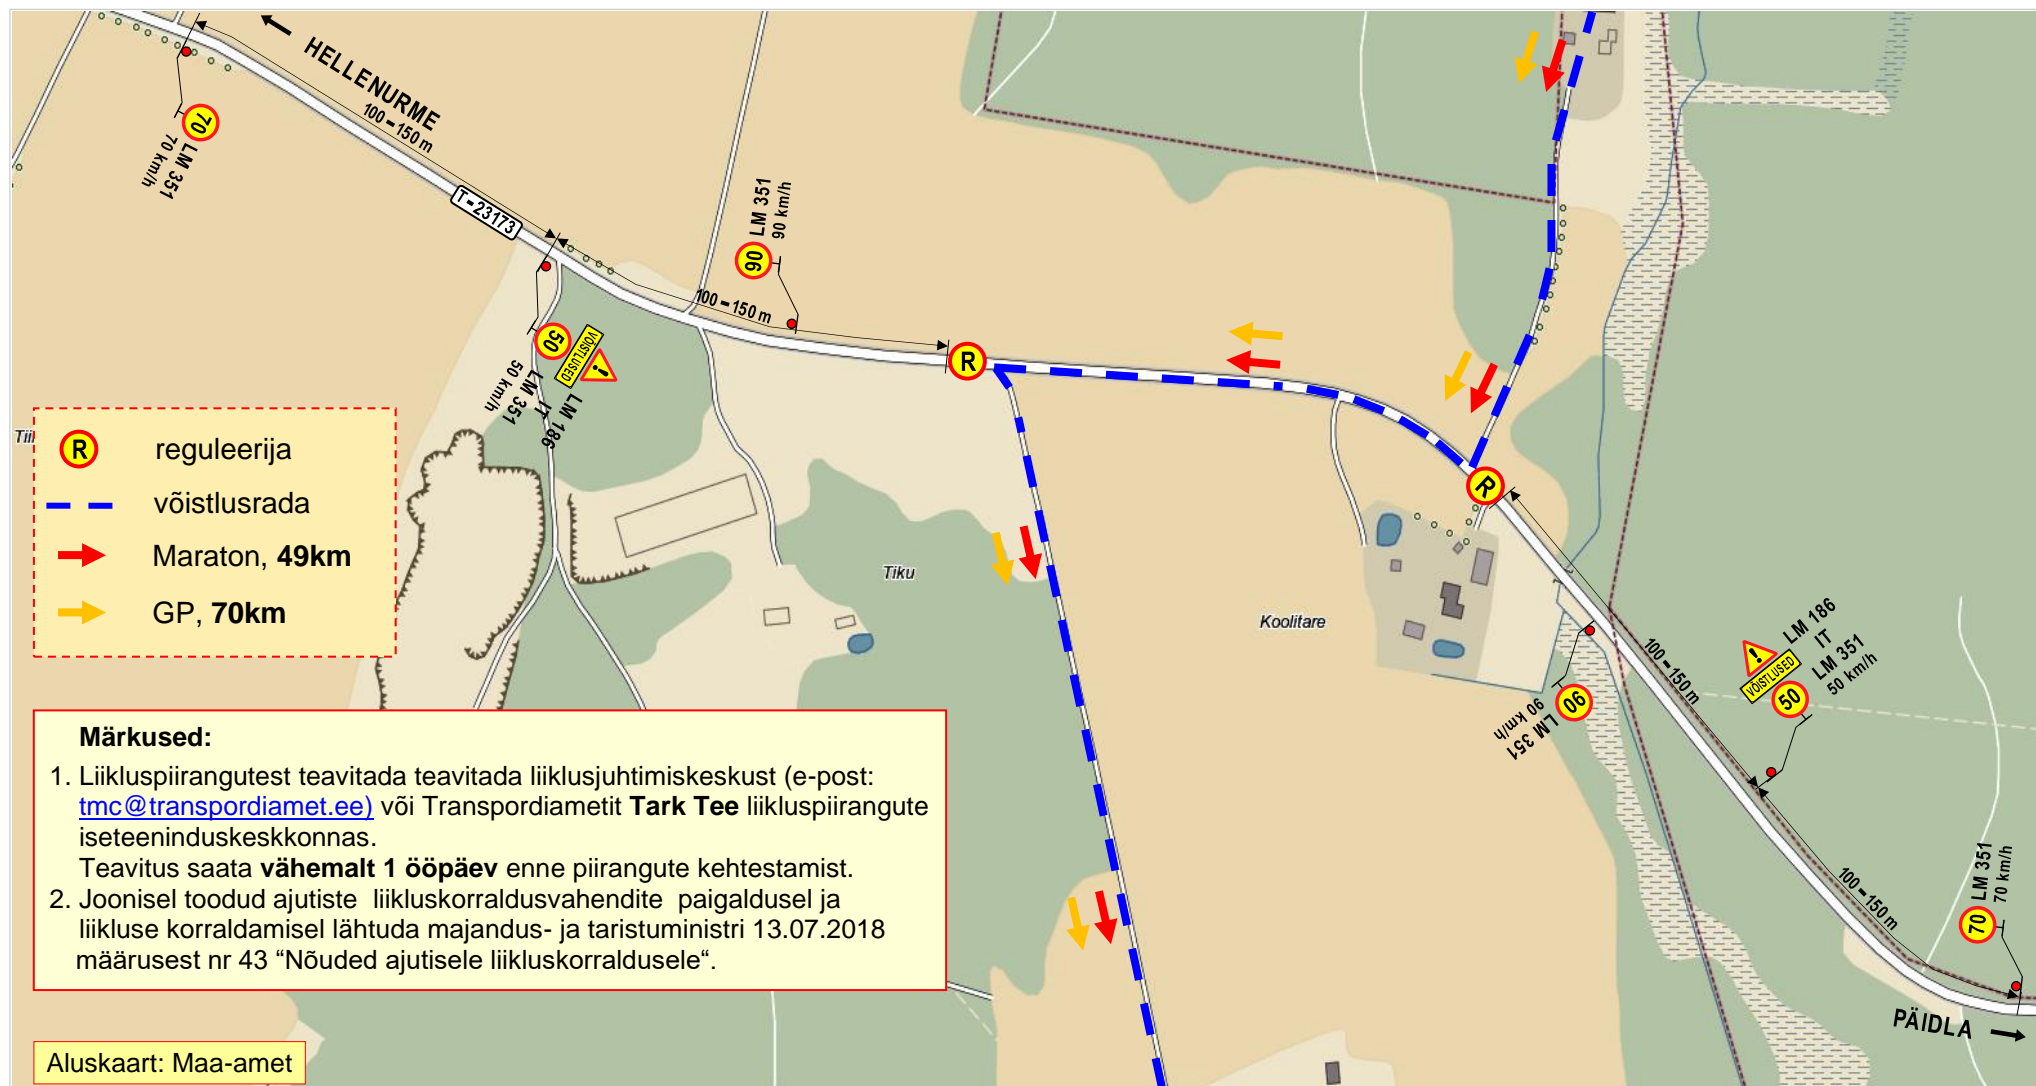 HELLENURME
100 - 150 m
70
LM 351
70 km/h
T - 23173
LM 351
90 km/h
90
100 - 150 m
50
VÕISTLUSED
LM 186
IT
LM 351
50 km/h
R
R
R reguleerija
võistlusrada
Maraton, 49km
GP, 70km
Tiku
Koolitare
100 - 150 m
LM 186
IT
LM 351
50 km/h
VÕISTLUSED
50
90
LM 351
90 km/h
100 - 150 m
LM 351
70 km/h
70
PÄIDLA
Märkused:
1. Liikluspiirangutest teavitada teavitada liiklusjuhtimiskeskust (e-post:
tmc@transpordiamet.ee) või Transpordiametit Tark Tee liikluspiirangute
iseteeninduskeskkonnas.
Teavitus saata vähemalt 1 ööpäev enne piirangute kehtestamist.
2. Joonisel toodud ajutiste liikluskorraldusvahendite paigaldusel ja
liikluse korraldamisel lähtuda majandus- ja taristuministri 13.07.2018
määrusest nr 43 “Nõuded ajutisele liikluskorraldusele“.
Aluskaart: Maa-amet